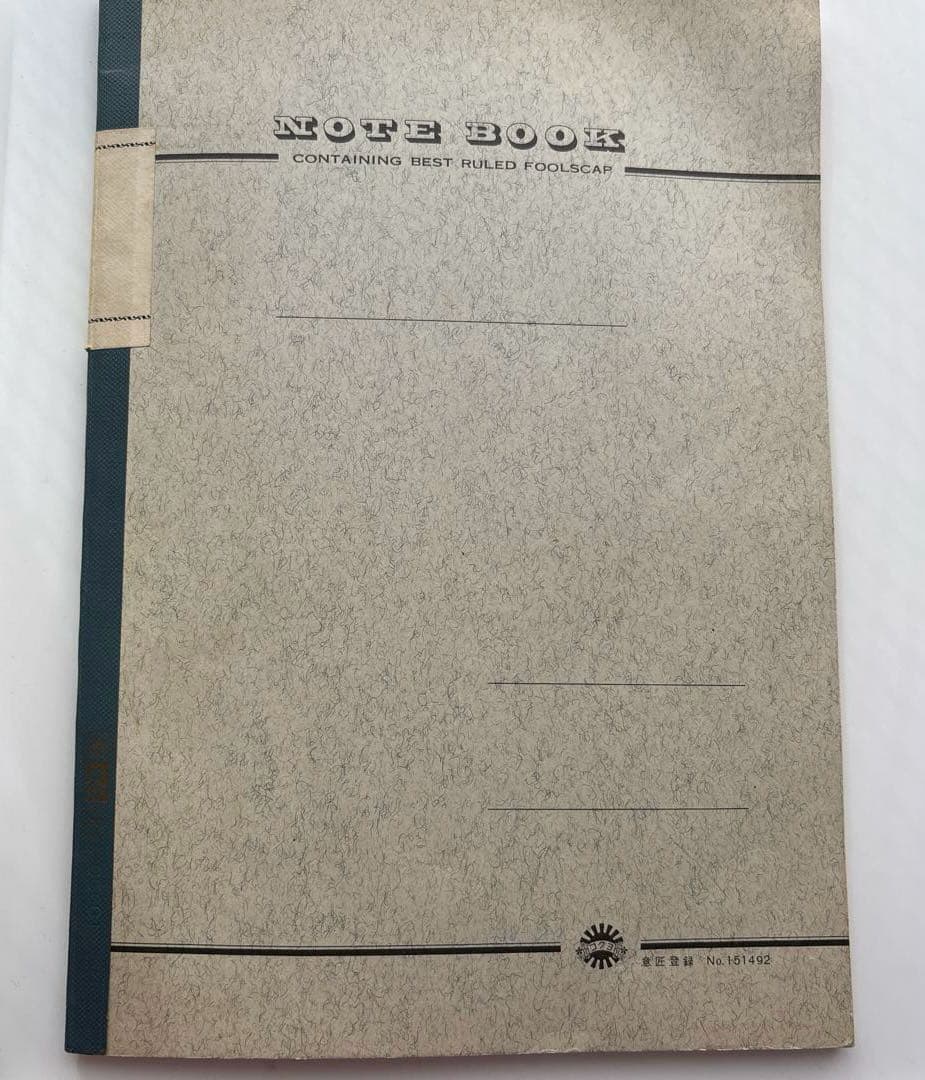 NOTE BOOK
CONTAINING BEST RULED FOOLSCAP
コクヨ
意匠登録 No.151492